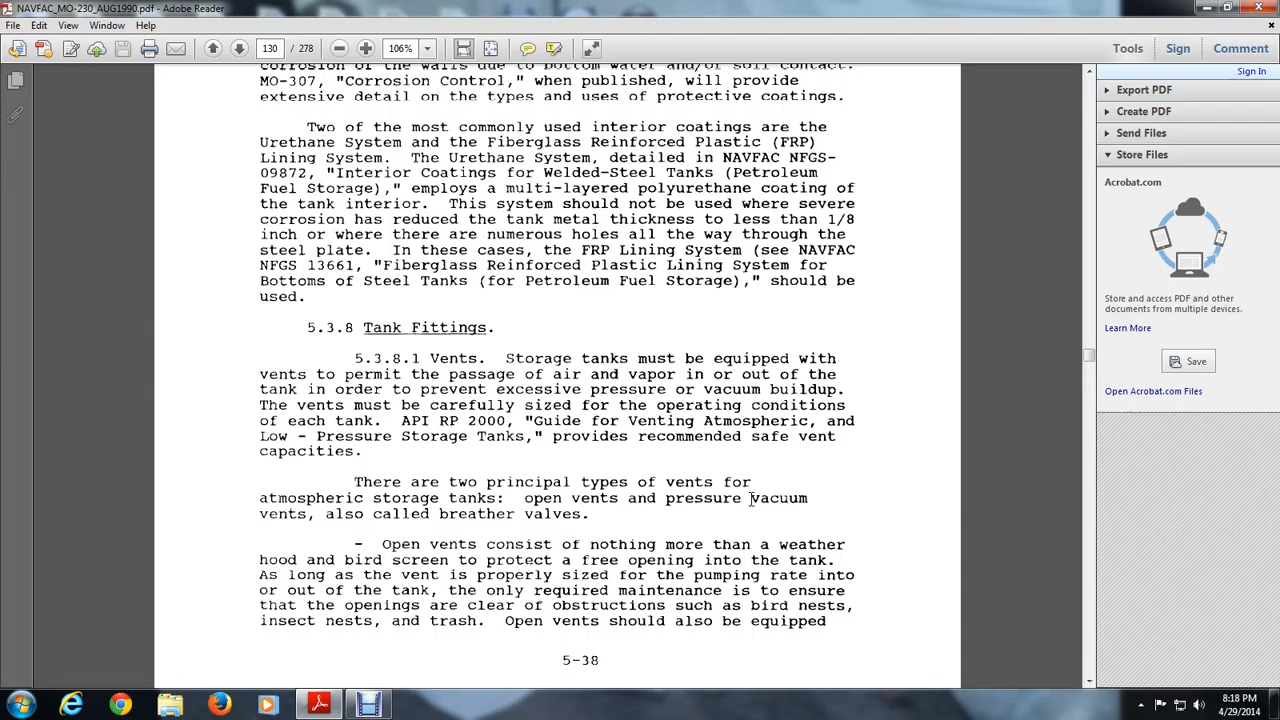 NAVFAC_MO-230_AUG1990.pdf - Adobe Reader
File Edit View Window Help
130 / 278 106% Tools Sign Comment
corrosion of the walls due to bottom water and/or soil contact.
MO-307, "Corrosion Control," when published, will provide
extensive detail on the types and uses of protective coatings.
Two of the most commonly used interior coatings are the
Urethane System and the Fiberglass Reinforced Plastic (FRP)
Lining System. The Urethane System, detailed in NAVFAC NFGS-
09872, "Interior Coatings for Welded-Steel Tanks (Petroleum
Fuel Storage)," employs a multi-layered polyurethane coating of
the tank interior. This system should not be used where severe
corrosion has reduced the tank metal thickness to less than 1/8
inch or where there are numerous holes all the way through the
steel plate. In these cases, the FRP Lining System (see NAVFAC
NFGS 13661, "Fiberglass Reinforced Plastic Lining System for
Bottoms of Steel Tanks (for Petroleum Fuel Storage)," should be
used.
5.3.8 Tank Fittings.
5.3.8.1 Vents. Storage tanks must be equipped with
vents to permit the passage of air and vapor in or out of the
tank in order to prevent excessive pressure or vacuum buildup.
The vents must be carefully sized for the operating conditions
of each tank. API RP 2000, "Guide for Venting Atmospheric, and
Low - Pressure Storage Tanks," provides recommended safe vent
capacities.
There are two principal types of vents for
atmospheric storage tanks: open vents and pressure vacuum
vents, also called breather valves.
- Open vents consist of nothing more than a weather
hood and bird screen to protect a free opening into the tank.
As long as the vent is properly sized for the pumping rate into
or out of the tank, the only required maintenance is to ensure
that the openings are clear of obstructions such as bird nests,
insect nests, and trash. Open vents should also be equipped
5-38
Sign In
Export PDF
Create PDF
Send Files
Store Files
Acrobat.com
Store and access PDF and other
documents from multiple devices.
Learn More
Save
Open Acrobat.com Files
8:18 PM
4/29/2014